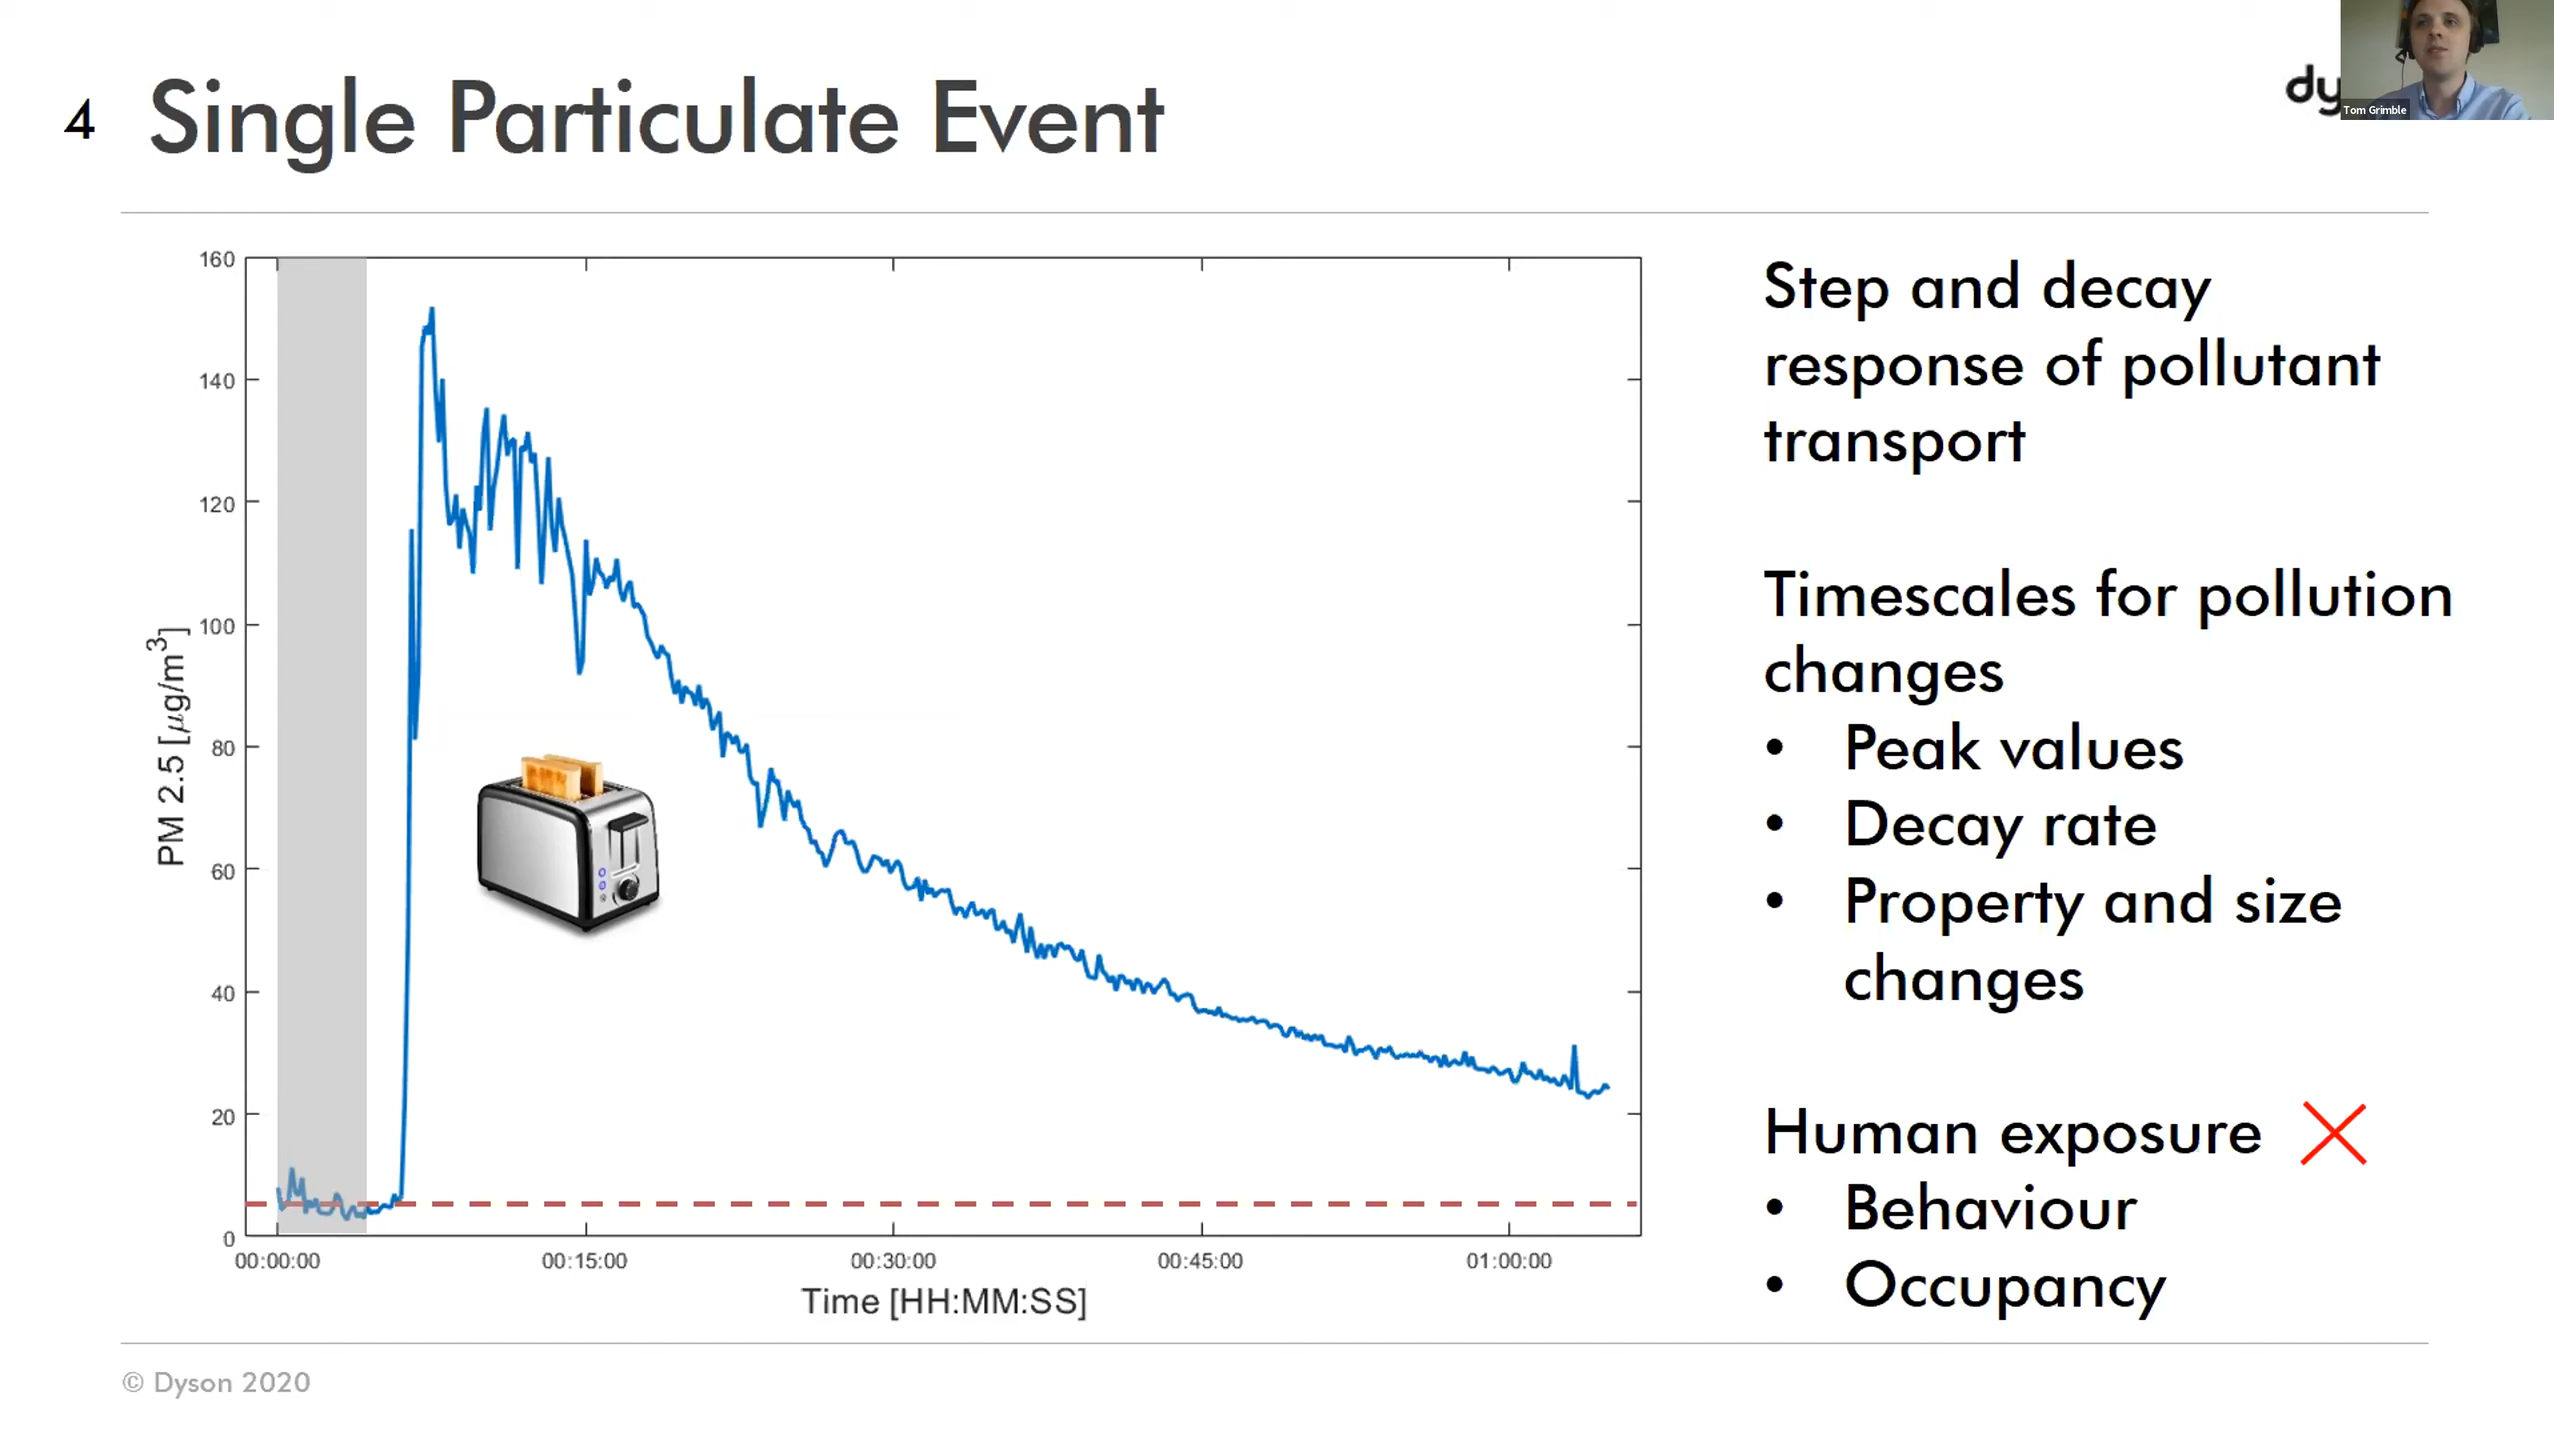 4 Single Particulate Event
dy
Tom Grimble
160
140
120
100
80
60
40
20
0
PM 2.5 [μg/m³]
00:00:00 00:15:00 00:30:00 00:45:00 01:00:00
Time [HH:MM:SS]
Step and decay
response of pollutant
transport
Timescales for pollution
changes
• Peak values
• Decay rate
• Property and size
changes
Human exposure
• Behaviour
• Occupancy
© Dyson 2020